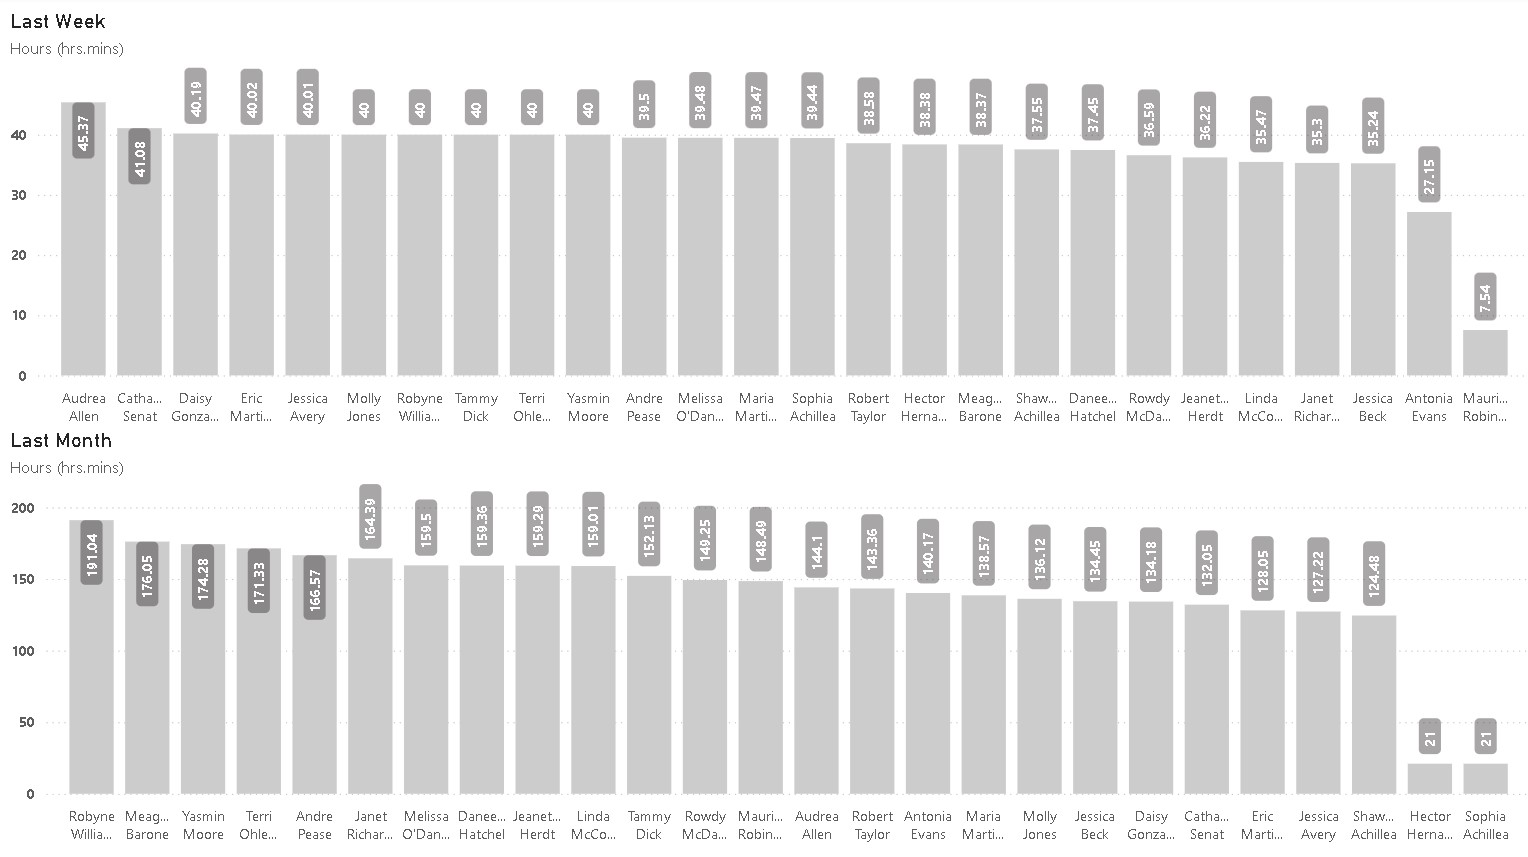 Last Week
Hours (hrs.mins)
45.37 41.08 40.19 40.02 40.01 40 40 40 40 40 39.5 39.48 39.47 39.44 38.58 38.38 38.37 37.55 37.45 36.59 36.22 35.47 35.3 35.24 27.15 7.54
40
30
20
10
0
Audrea Catha... Daisy Eric Jessica Molly Robyne Tammy Terri Yasmin Andre Melissa Maria Sophia Robert Hector Meag... Shaw... Danee... Rowdy Jeanet... Linda Janet Jessica Antonia Mauri...
Allen Senat Gonza... Marti... Avery Jones Willia... Dick Ohle... Moore Pease O'Dan... Marti... Achillea Taylor Herna... Barone Achillea Hatchel McDa... Herdt McCo... Richar... Beck Evans Robin...
Last Month
Hours (hrs.mins)
191.04 176.05 174.28 171.33 166.57 164.39 159.5 159.36 159.29 159.01 152.13 149.25 148.49 144.1 143.36 140.17 138.57 136.12 134.45 134.18 132.05 128.05 127.22 124.48 21 21
200
150
100
50
0
Robyne Meag... Yasmin Terri Andre Janet Melissa Danee... Jeanet... Linda Tammy Rowdy Mauri... Audrea Robert Antonia Maria Molly Jessica Daisy Catha... Eric Jessica Shaw... Hector Sophia
Willia... Barone Moore Ohle... Pease Richar... O'Dan... Hatchel Herdt McCo... Dick McDa... Robin... Allen Taylor Evans Marti... Jones Beck Gonza... Senat Marti... Avery Achillea Herna... Achillea